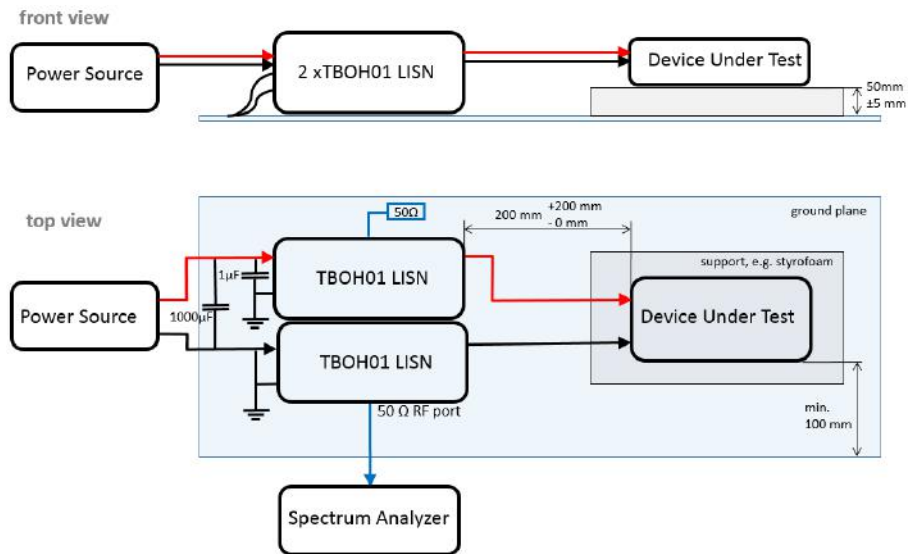 front view
Power Source
2 xTBOH01 LISN
Device Under Test
50mm
±5 mm
top view
50Ω
200 mm +200 mm
- 0 mm
ground plane
support, e.g. styrofoam
1µF
TBOH01 LISN
1000µF
Power Source
Device Under Test
TBOH01 LISN
50 Ω RF port
min.
100 mm
Spectrum Analyzer